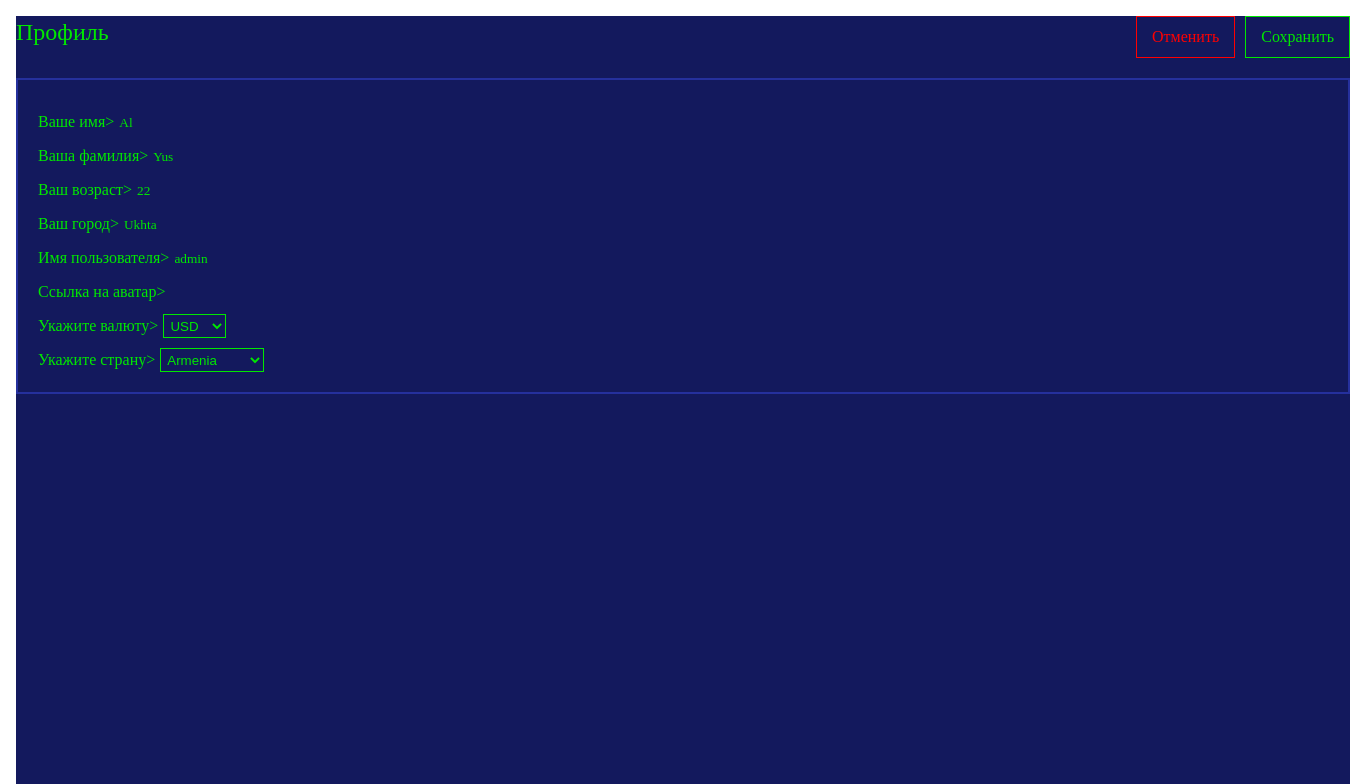 Профиль Отменить Сохранить
Ваше имя> Al
Ваша фамилия> Yus
Ваш возраст> 22
Ваш город> Ukhta
Имя пользователя> admin
Ссылка на аватар>
Укажите валюту> USD
Укажите страну> Armenia